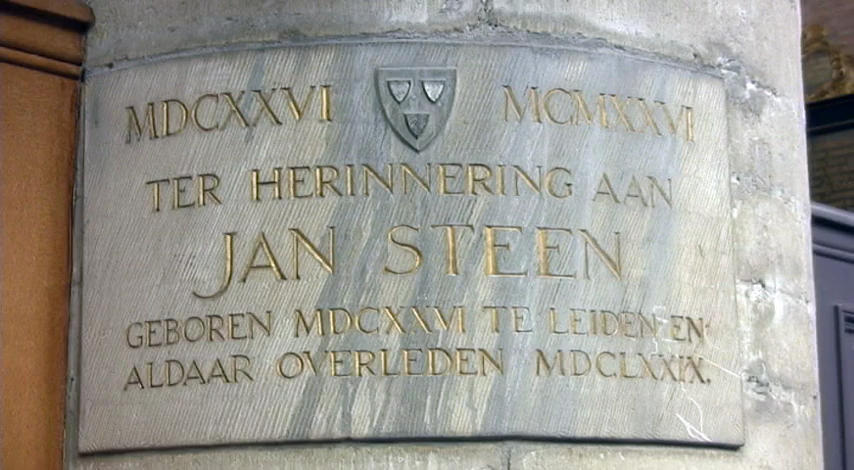 MDCXXVI MCMXXVI
TER HERINNERING AAN
JAN STEEN
GEBOREN MDCXXVI TE LEIDEN EN
ALDAAR OVERLEDEN MDCLXXIX.